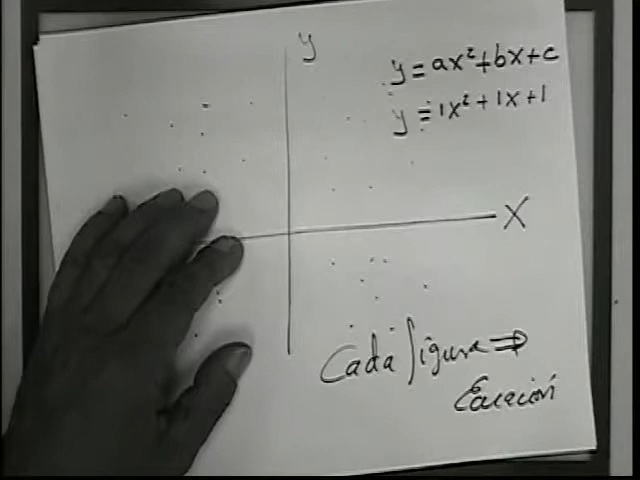 y
y = ax² + bx + c
y = 1x² + 1x + 1
X
Cada figura ⇒
Ecuación